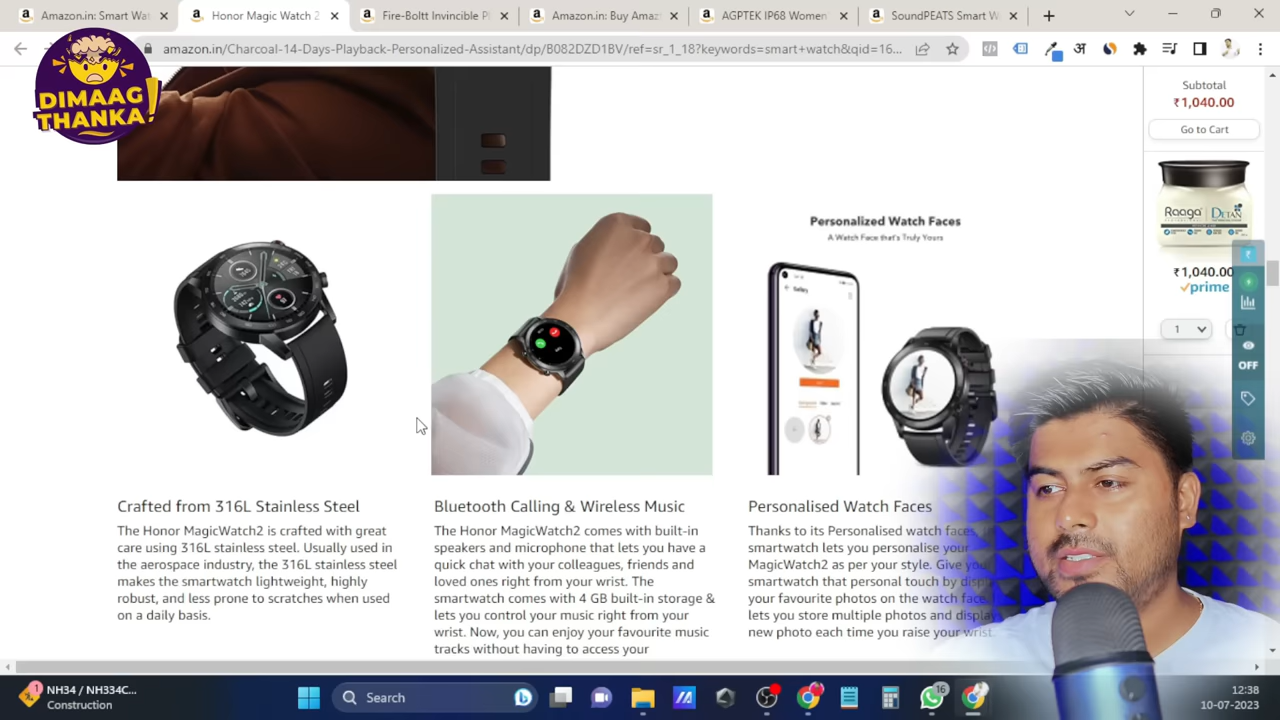 Amazon.in: Smart Wat
Honor Magic Watch 2
Fire-Boltt Invincible Pl
Amazon.in: Buy Amaz
AGPTEK IP68 Women
SoundPEATS Smart W
amazon.in/Charcoal-14-Days-Playback-Personalized-Assistant/dp/B082DZD1BV/ref=sr_1_18?keywords=smart+watch&qid=16...
अ
DIMAAG
THANKA!
Subtotal
₹1,040.00
Go to Cart
Raaga
DETAN
₹1,040.00
prime
1
OFF
Personalized Watch Faces
A Watch Face that's Truly Yours
Gallery
Crafted from 316L Stainless Steel
The Honor MagicWatch2 is crafted with great
care using 316L stainless steel. Usually used in
the aerospace industry, the 316L stainless steel
makes the smartwatch lightweight, highly
robust, and less prone to scratches when used
on a daily basis.
Bluetooth Calling & Wireless Music
The Honor MagicWatch2 comes with built-in
speakers and microphone that lets you have a
quick chat with your colleagues, friends and
loved ones right from your wrist. The
smartwatch comes with 4 GB built-in storage &
lets you control your music right from your
wrist. Now, you can enjoy your favourite music
tracks without having to access your
Personalised Watch Faces
Thanks to its Personalised watch faces,
smartwatch lets you personalise your
MagicWatch2 as per your style. Give you
smartwatch that personal touch by disp
your favourite photos on the watch face.
lets you store multiple photos and display
new photo each time you raise your wrist.
1
NH34 / NH334C...
Construction
Search
16
12:38
10-07-2023